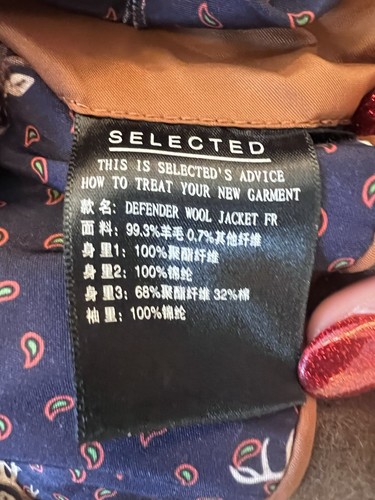 SELECTED
THIS IS SELECTED'S ADVICE
HOW TO TREAT YOUR NEW GARMENT
款名: DEFENDER WOOL JACKET FR
面料: 99.3%羊毛 0.7%其他纤维
身里1: 100%聚酯纤维
身里2: 100%锦纶
身里3: 68%聚酯纤维 32%棉
袖里: 100%锦纶